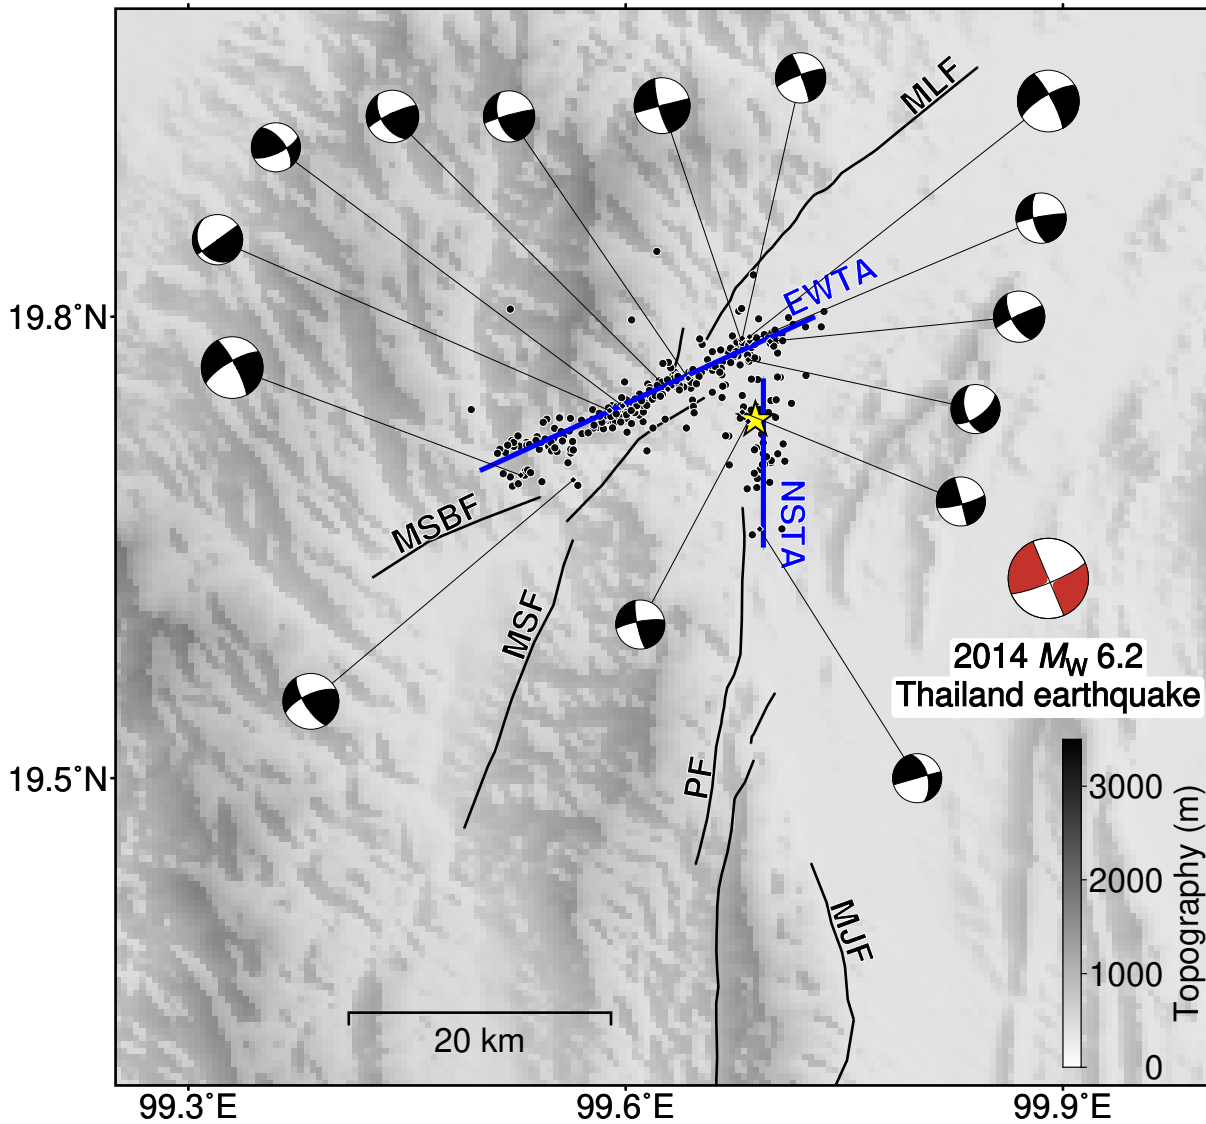 MLF
EWTA
19.8°N
NSTA
MSBF
MSF
2014 Mw 6.2
Thailand earthquake
PF
19.5°N
3000
2000
1000
0
Topography (m)
MJF
20 km
99.3°E
99.6°E
99.9°E